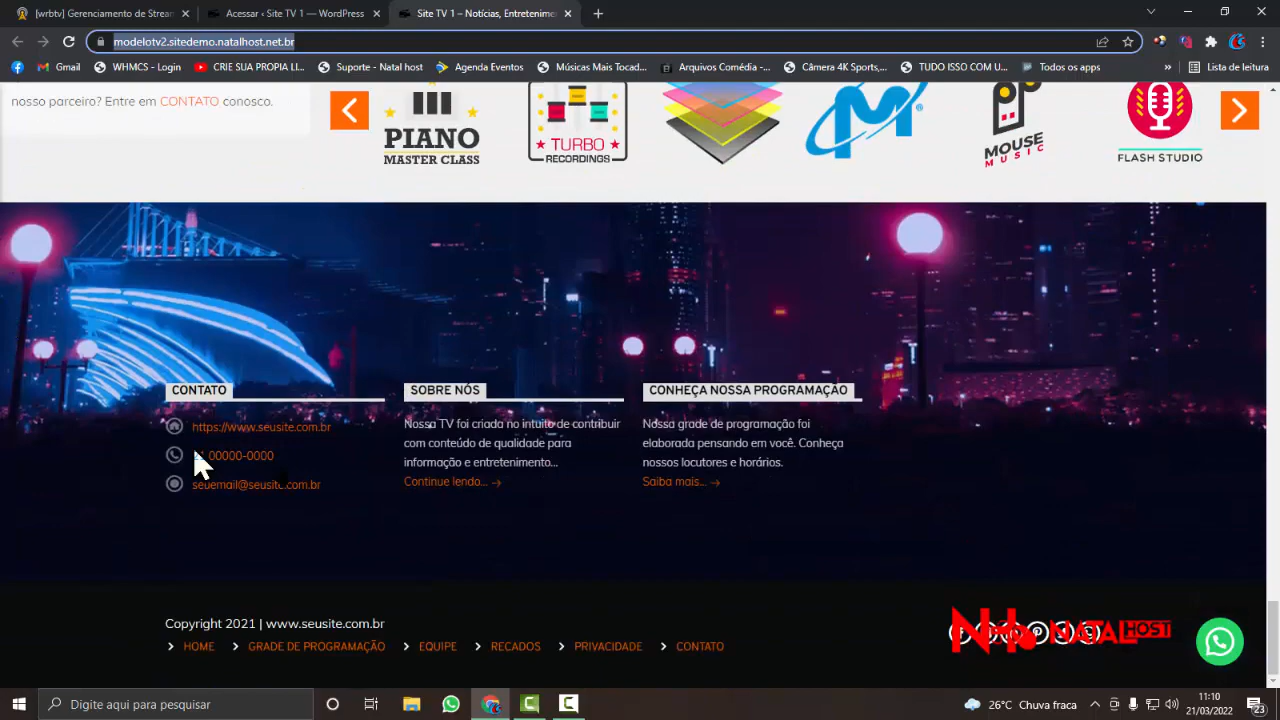 [wrbtv] Gerenciamento de Stream
Acessar ‹ Site TV 1 — WordPress
Site TV 1 – Notícias, Entretenime
modelotv2.sitedemo.natalhost.net.br
Gmail
WHMCS - Login
CRIE SUA PROPIA LI...
Suporte - Natal host
Agenda Eventos
Músicas Mais Tocad...
Arquivos Comédia -...
Câmera 4K Sports,...
TUDO ISSO COM U...
Todos os apps
Lista de leitura
nosso parceiro? Entre em CONTATO conosco.
PIANO
MASTER CLASS
TURBO
RECORDINGS
MOUSE
MUSIC
FLASH STUDIO
CONTATO
https://www.seusite.com.br
00000-0000
seuemail@seusite.com.br
SOBRE NÓS
Nossa TV foi criada no intuito de contribuir
com conteúdo de qualidade para
informação e entretenimento...
Continue lendo...
CONHEÇA NOSSA PROGRAMAÇÃO
Nossa grade de programação foi
elaborada pensando em você. Conheça
nossos locutores e horários.
Saiba mais...
Copyright 2021 | www.seusite.com.br
HOME
GRADE DE PROGRAMAÇÃO
EQUIPE
RECADOS
PRIVACIDADE
CONTATO
NATALHOST
Digite aqui para pesquisar
26°C Chuva fraca
11:10
21/03/2022
23